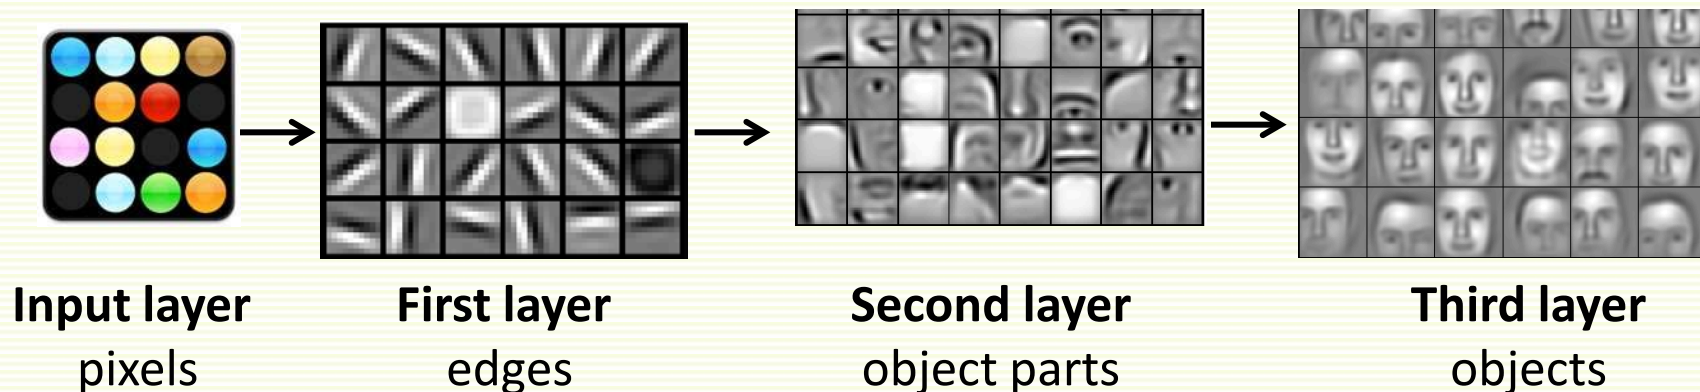 Input layer
pixels
First layer
edges
Second layer
object parts
Third layer
objects